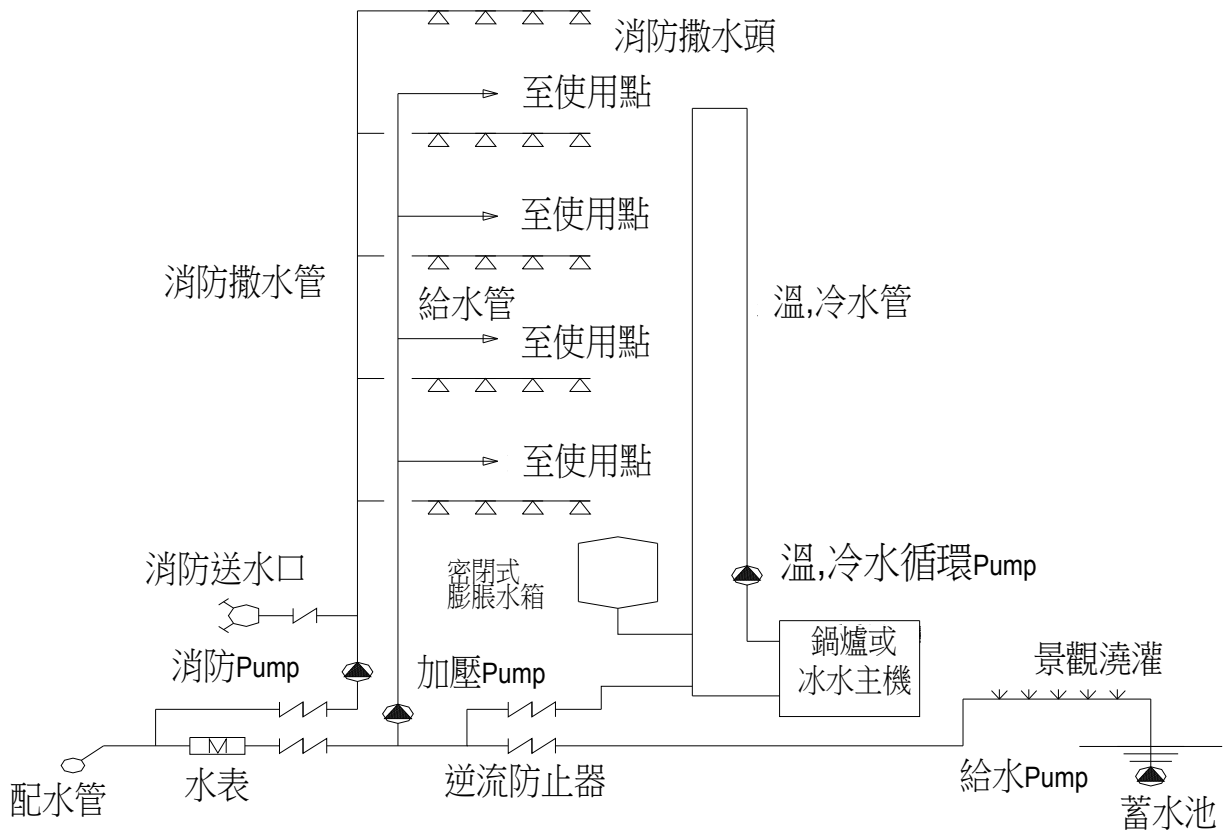 消防撒水頭
至使用點
至使用點
消防撒水管
給水管
溫,冷水管
至使用點
至使用點
消防送水口
密閉式
膨脹水箱
溫,冷水循環Pump
消防Pump
加壓Pump
鍋爐或
冰水主機
景觀澆灌
M
配水管
水表
逆流防止器
給水Pump
蓄水池